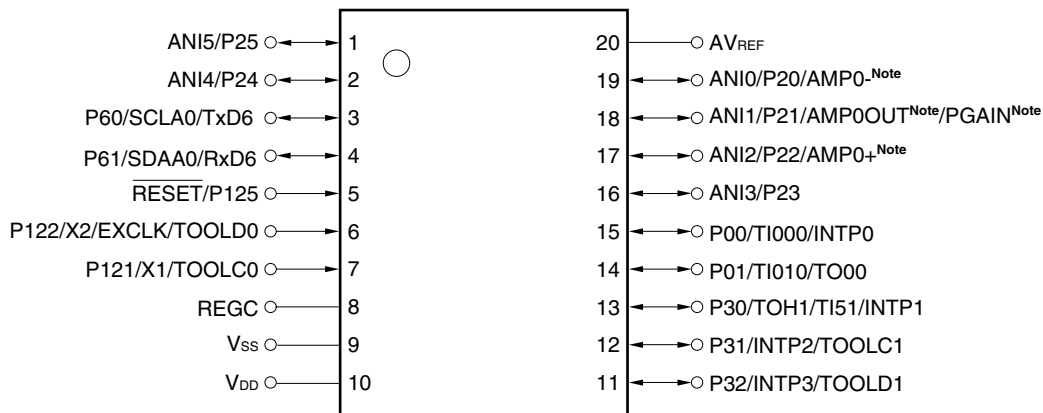 ANI5/P25 1 20 AVREF
ANI4/P24 2 19 ANI0/P20/AMP0-Note
P60/SCLA0/TxD6 3 18 ANI1/P21/AMP0OUTNote/PGAINNote
P61/SDAA0/RxD6 4 17 ANI2/P22/AMP0+Note
RESET/P125 5 16 ANI3/P23
P122/X2/EXCLK/TOOLD0 6 15 P00/TI000/INTP0
P121/X1/TOOLC0 7 14 P01/TI010/TO00
REGC 8 13 P30/TOH1/TI51/INTP1
VSS 9 12 P31/INTP2/TOOLC1
VDD 10 11 P32/INTP3/TOOLD1